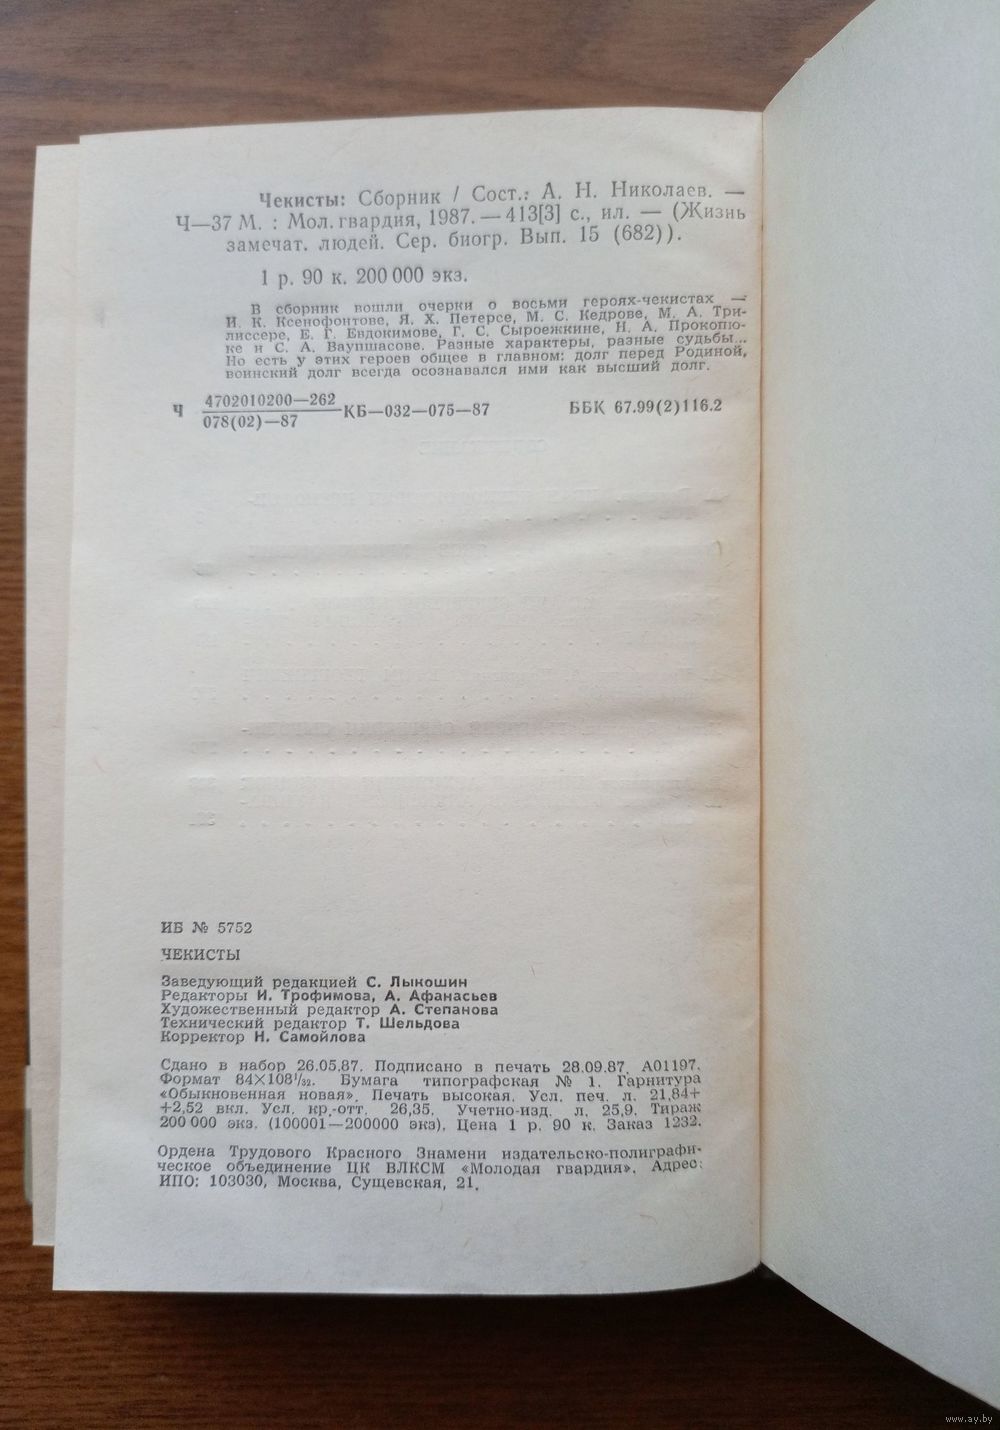 Чекисты: Сборник / Сост.: А. Н. Николаев. —
Ч—37 М. : Мол. гвардия, 1987. — 413[3] с., ил. — (Жизнь
замечат. людей. Сер. биогр. Вып. 15 (682)).
1 р. 90 к. 200 000 экз.
В сборник вошли очерки о восьми героях-чекистах —
И. К. Ксенофонтове, Я. Х. Петерсе, М. С. Кедрове, М. А. Три-
лиссере, Е. Г. Евдокимове, Г. С. Сыроежкине, Н. А. Прокопю-
ке и С. А. Ваупшасове. Разные характеры, разные судьбы...
Но есть у этих героев общее в главном: долг перед Родиной,
воинский долг всегда осознавался ими как высший долг.
Ч 4702010200—262 КБ—032—075—87 ББК 67.99(2)116.2
078(02)—87
ИБ № 5752
ЧЕКИСТЫ
Заведующий редакцией С. Лыкошин
Редакторы И. Трофимова, А. Афанасьев
Художественный редактор А. Степанова
Технический редактор Т. Шельдова
Корректор Н. Самойлова
Сдано в набор 26.05.87. Подписано в печать 28.09.87. А01197.
Формат 84×108¹/₃₂. Бумага типографская № 1. Гарнитура
«Обыкновенная новая». Печать высокая. Усл. печ. л. 21,84+
+2,52 вкл. Усл. кр.-отт. 26,35. Учетно-изд. л. 25,9. Тираж
200 000 экз. (100001—200000 экз). Цена 1 р. 90 к. Заказ 1232.
Ордена Трудового Красного Знамени издательско-полиграфи-
ческое объединение ЦК ВЛКСМ «Молодая гвардия». Адрес:
ИПО: 103030, Москва, Сущевская, 21.
www.ay.by